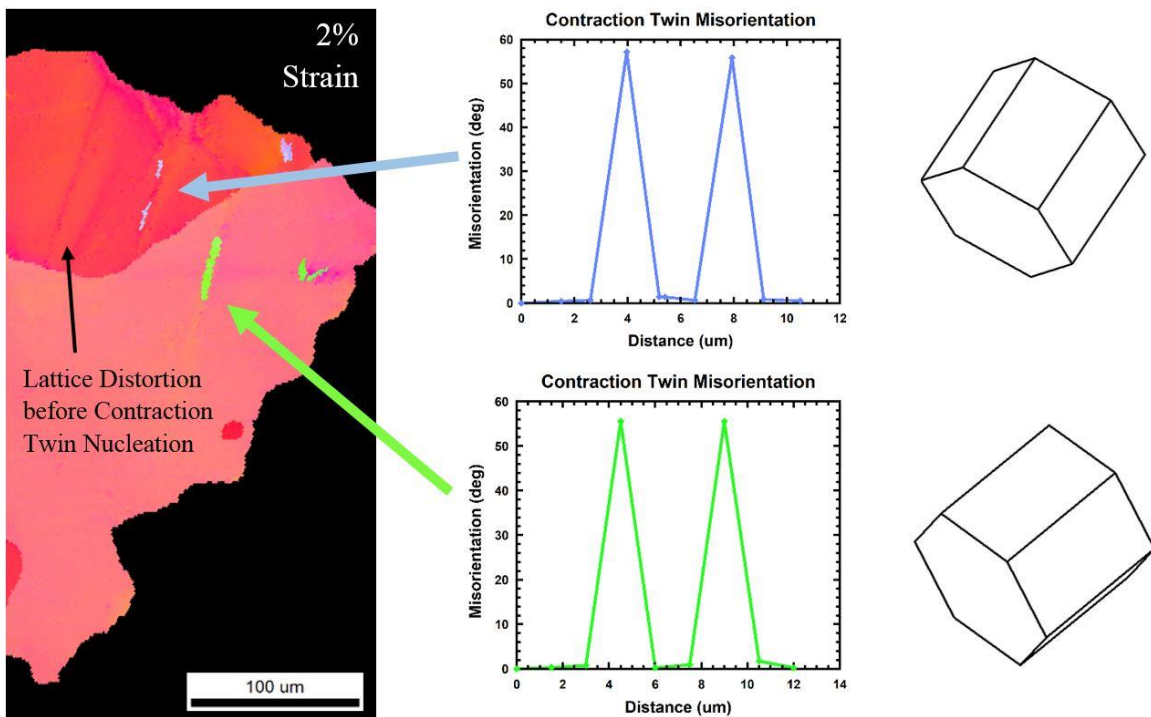 2%
Strain
Lattice Distortion
before Contraction
Twin Nucleation
100 um
Contraction Twin Misorientation
Misorientation (deg)
60
50
40
30
20
10
0
0 2 4 6 8 10 12
Distance (um)
Contraction Twin Misorientation
Misorientation (deg)
60
50
40
30
20
10
0
0 2 4 6 8 10 12 14
Distance (um)